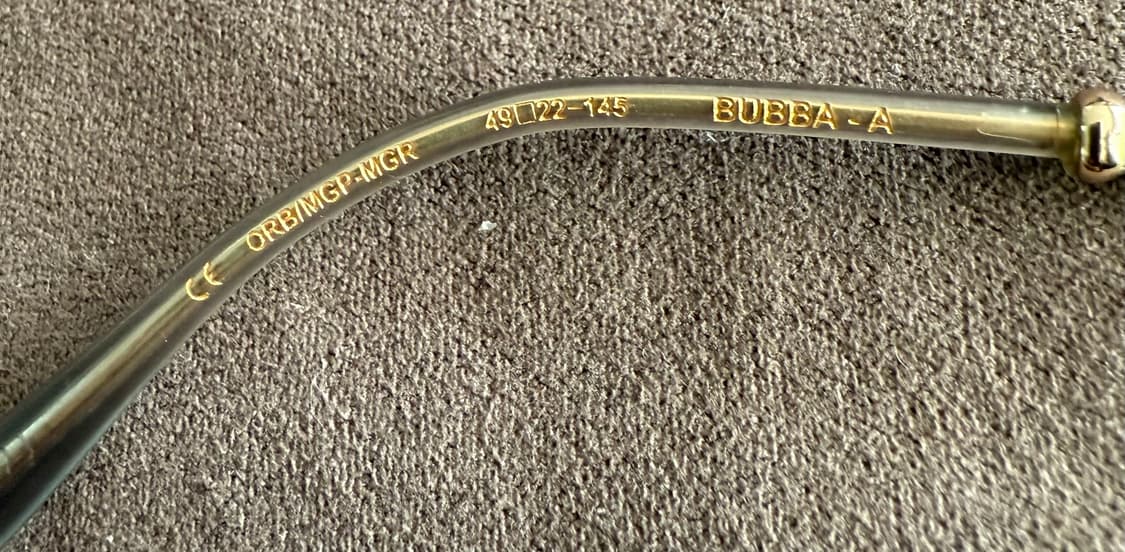 CE ORB/MGP-MGR 49□22-145 BUBBA - A